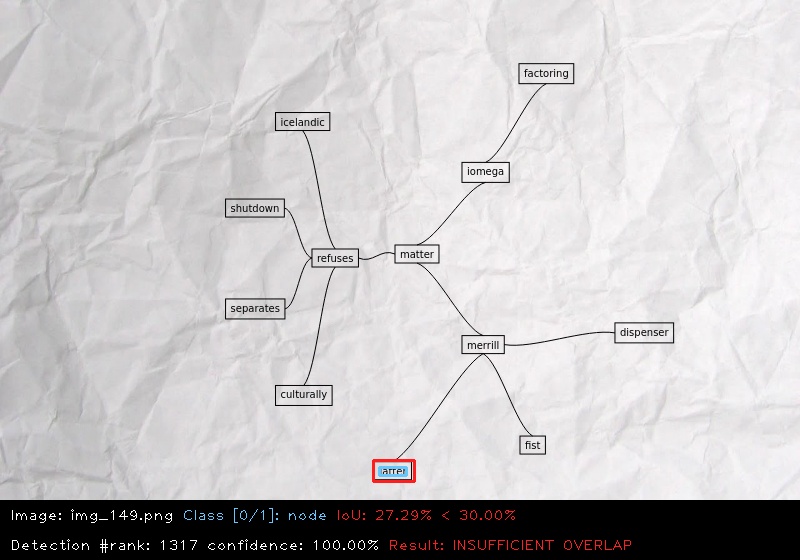 factoring
icelandic
iomega
shutdown
refuses
matter
separates
dispenser
merrill
culturally
fist
Image: img_149.png Class [0/1]: node IoU: 27.29% < 30.00%
Detection #rank: 1317 confidence: 100.00% Result: INSUFFICIENT OVERLAP